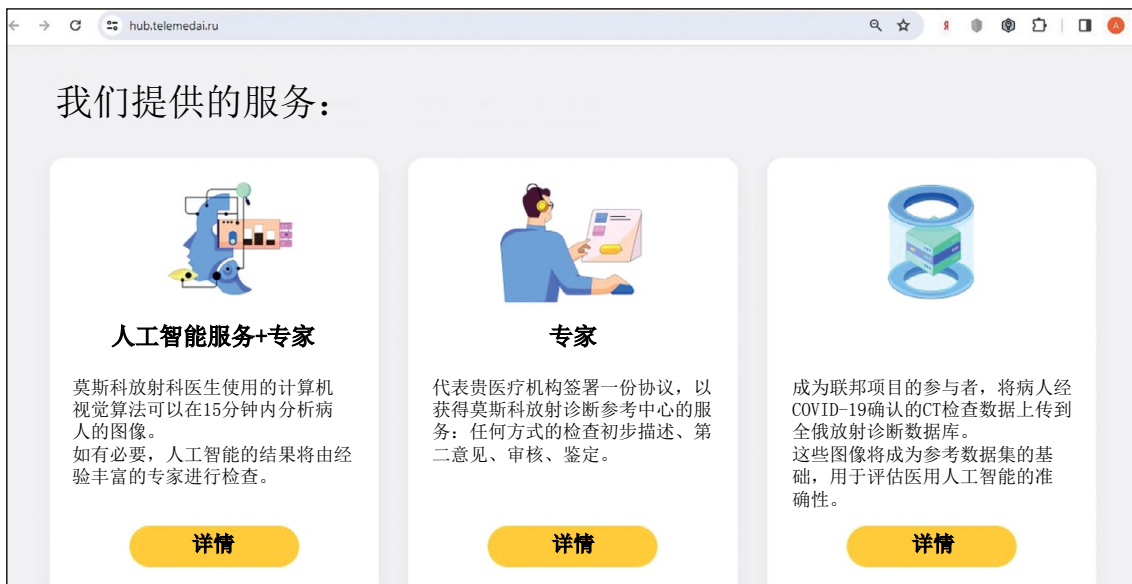 hub.telemedai.ru
Я
A
我们提供的服务：
人工智能服务+专家
莫斯科放射科医生使用的计算机
视觉算法可以在15分钟内分析病
人的图像。
如有必要，人工智能的结果将由经
验丰富的专家进行检查。
详情
专家
代表贵医疗机构签署一份协议，以
获得莫斯科放射诊断参考中心的服
务：任何方式的检查初步描述、第
二意见、审核、鉴定。
详情
成为联邦项目的参与者，将病人经
COVID-19确认的CT检查数据上传到
全俄放射诊断数据库。
这些图像将成为参考数据集的基
础，用于评估医用人工智能的准
确性。
详情